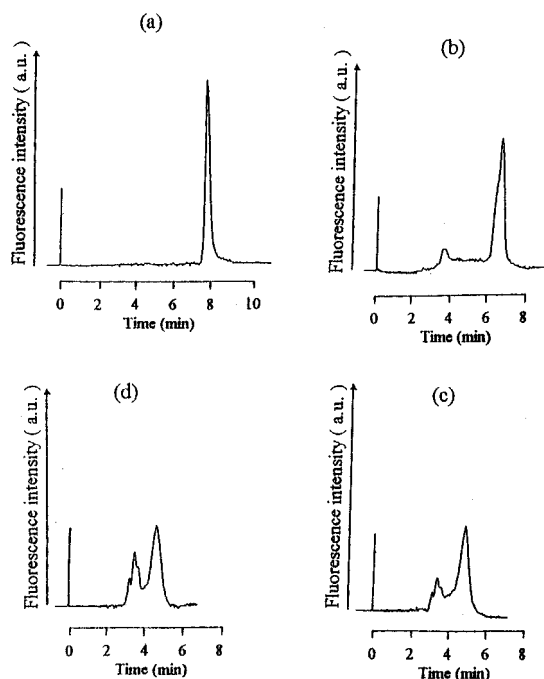 (a)
Fluorescence intensity ( a.u. )
0 2 4 6 8 10
Time (min)
(b)
Fluorescence intensity ( a.u. )
0 2 4 6 8
Time (min)
(d)
Fluorescence intensity ( a.u. )
0 2 4 6 8
Time (min)
(c)
Fluorescence intensity ( a.u. )
0 2 4 6 8
Time (min)